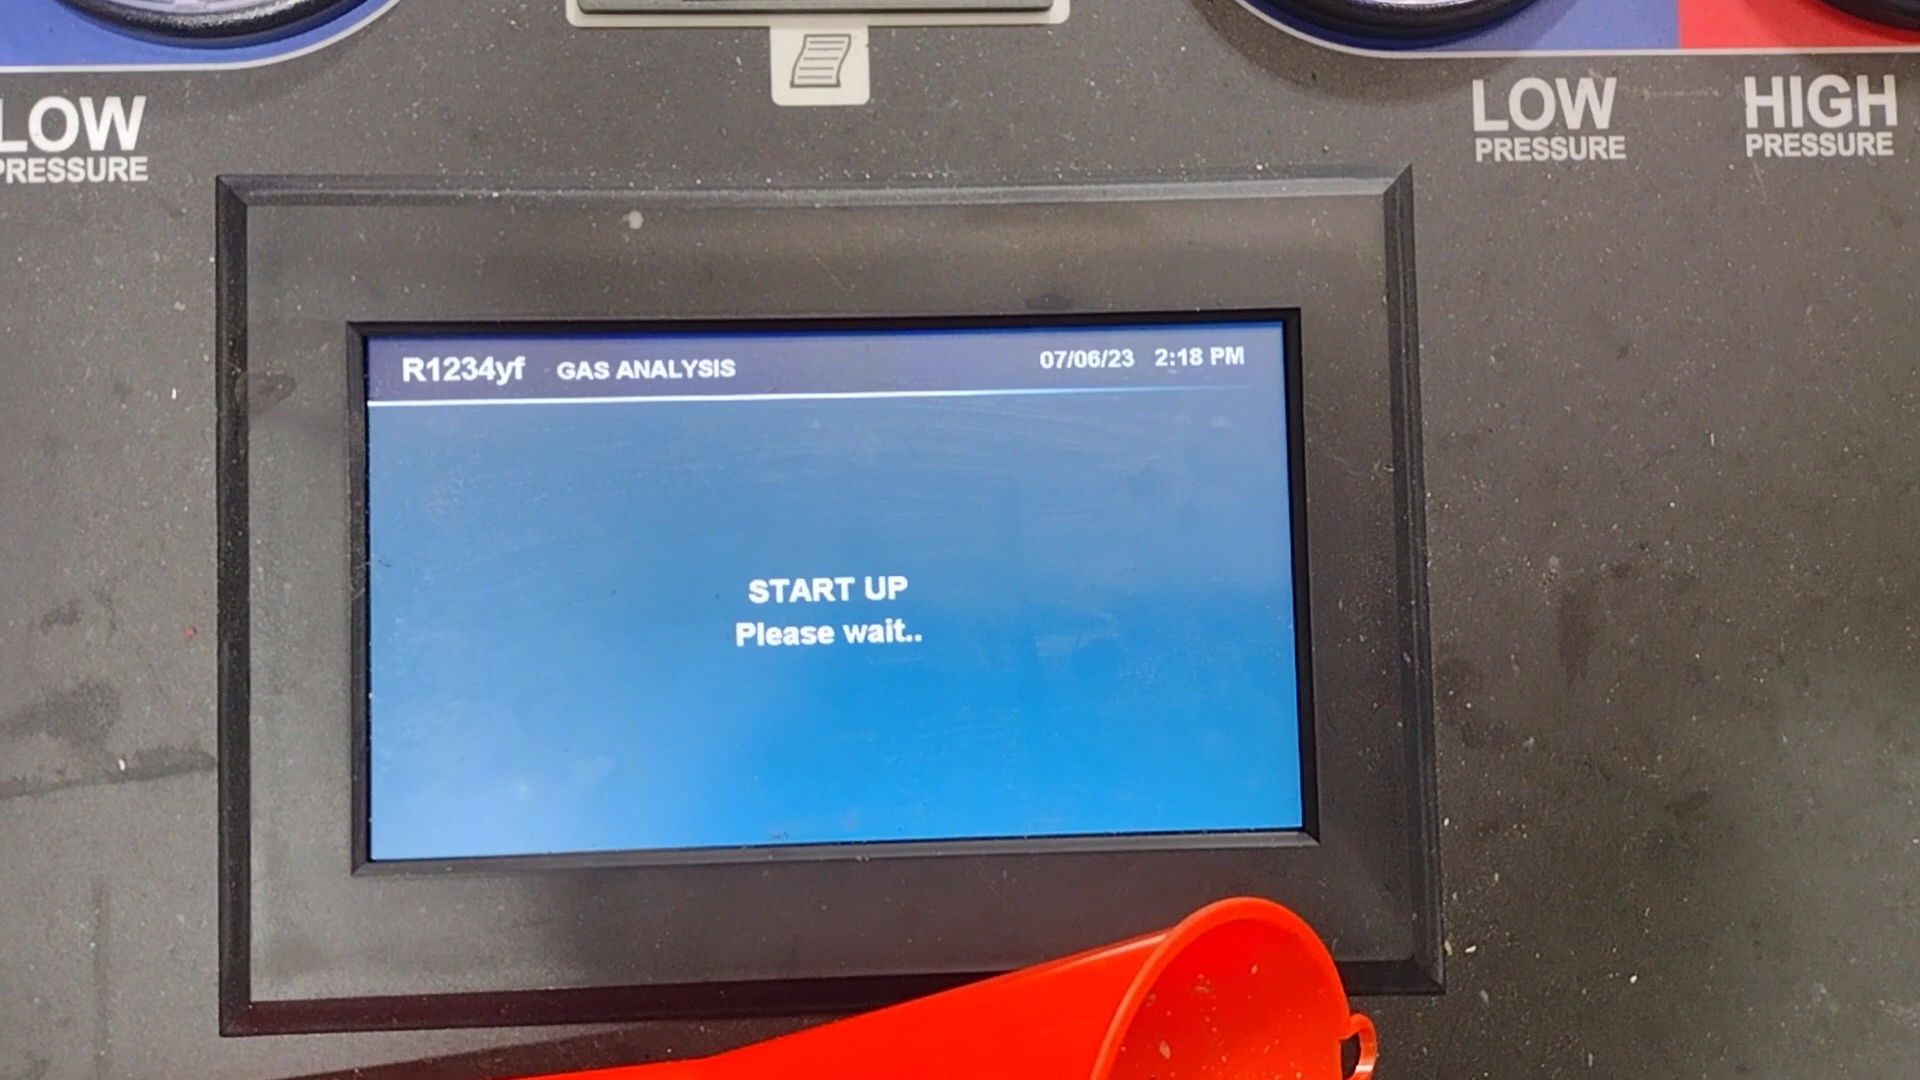 LOW
PRESSURE
LOW
PRESSURE
HIGH
PRESSURE
R1234yf GAS ANALYSIS 07/06/23 2:18 PM
START UP
Please wait..